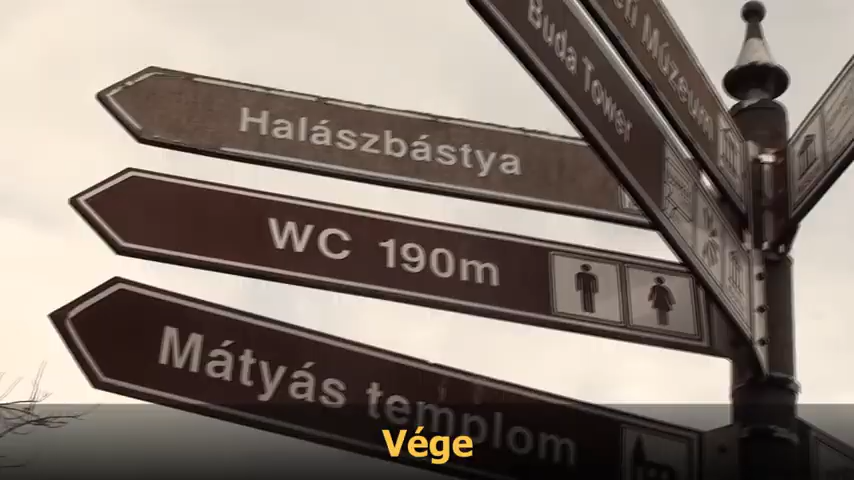 Buda Tower
Múzeum
Halászbástya
WC 190m
Mátyás templom
Vége